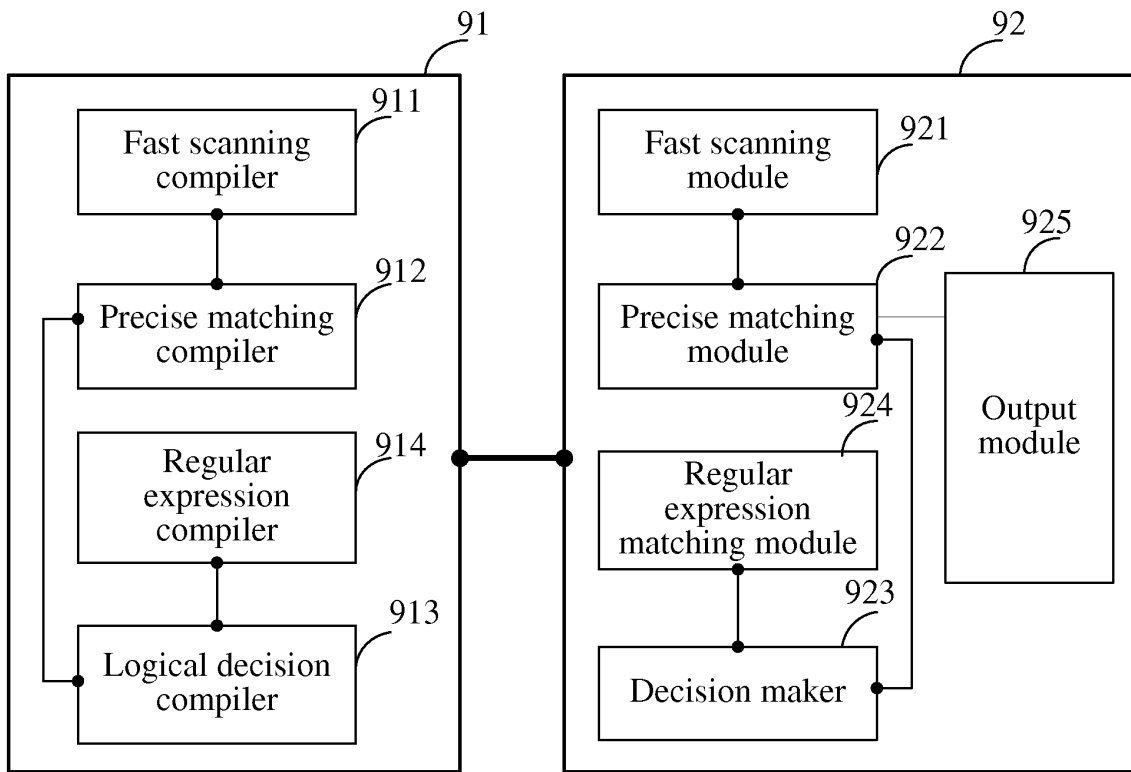 91
92
911
Fast scanning
compiler
912
Precise matching
compiler
914
Regular
expression
compiler
913
Logical decision
compiler
921
Fast scanning
module
922
Precise matching
module
925
Output
module
924
Regular
expression
matching module
923
Decision maker